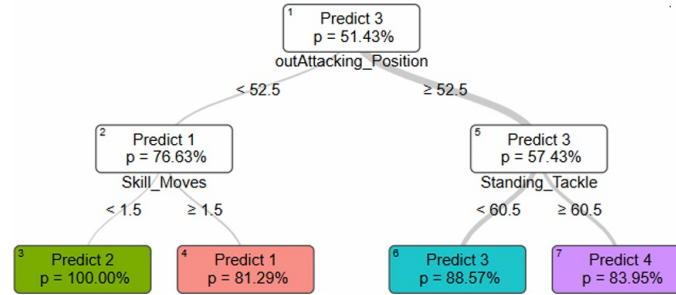 1
Predict 3
p = 51.43%
outAttacking_Position
< 52.5
≥ 52.5
2
Predict 1
p = 76.63%
Skill_Moves
5
Predict 3
p = 57.43%
Standing_Tackle
< 1.5
≥ 1.5
< 60.5
≥ 60.5
3
Predict 2
p = 100.00%
4
Predict 1
p = 81.29%
6
Predict 3
p = 88.57%
7
Predict 4
p = 83.95%